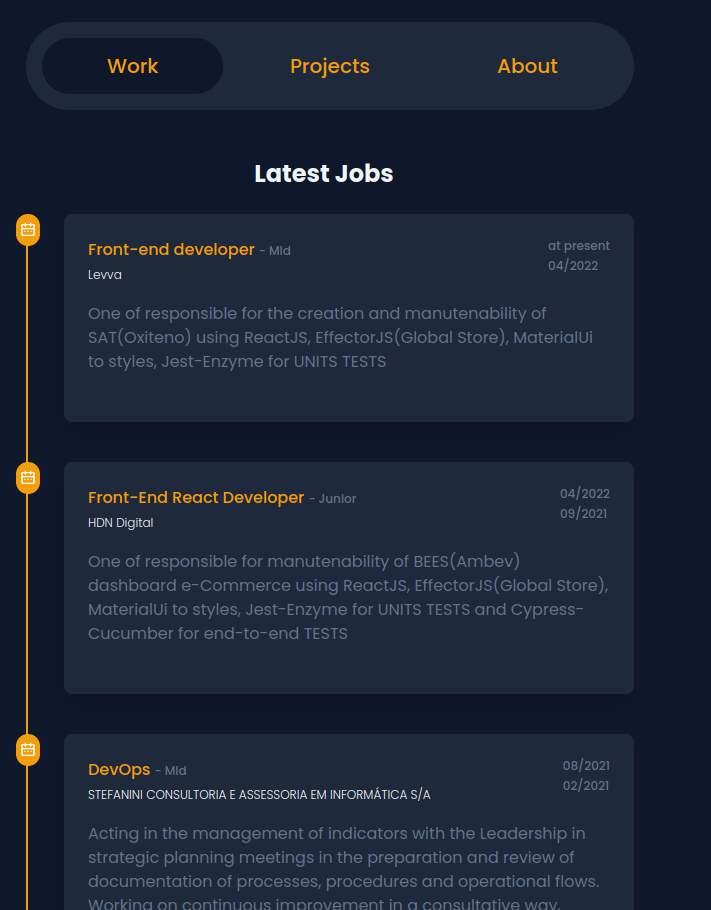 Work
Projects
About
Latest Jobs
Front-end developer - Mid
at present
Levva
04/2022
One of responsible for the creation and manutenability of
SAT(Oxiteno) using ReactJS, EffectorJS(Global Store), MaterialUi
to styles, Jest-Enzyme for UNITS TESTS
Front-End React Developer - Junior
04/2022
HDN Digital
09/2021
One of responsible for manutenability of BEES(Ambev)
dashboard e-Commerce using ReactJS, EffectorJS(Global Store),
MaterialUi to styles, Jest-Enzyme for UNITS TESTS and Cypress-
Cucumber for end-to-end TESTS
DevOps - Mid
08/2021
STEFANINI CONSULTORIA E ASSESSORIA EM INFORMÁTICA S/A
02/2021
Acting in the management of indicators with the Leadership in
strategic planning meetings in the preparation and review of
documentation of processes, procedures and operational flows.
Working on continuous improvement in a consultative way,